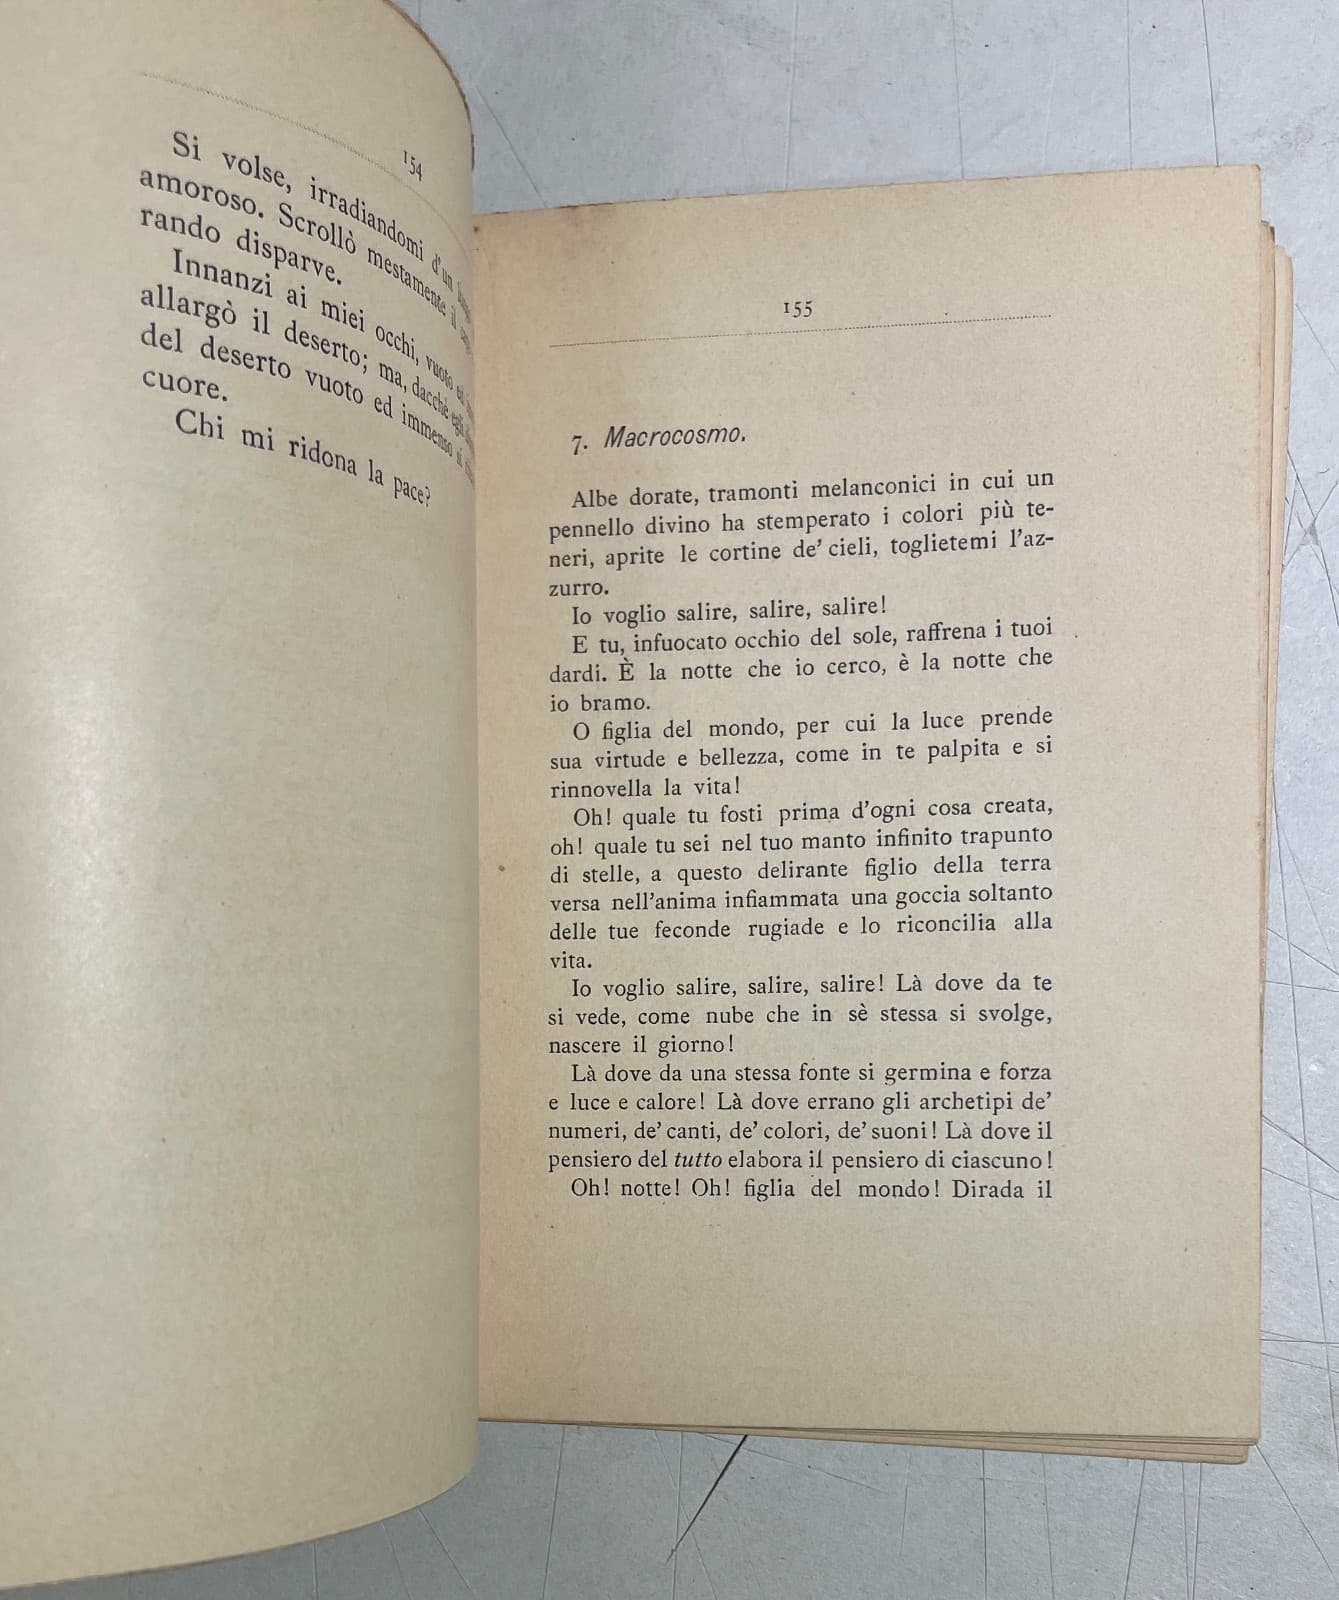 154
Si volse, irradiandomi d'un
amoroso. Scrollò mestamente il
rando disparve.
Innanzi ai miei occhi, vuoto ed
allargò il deserto; ma, dacchè egli
del deserto vuoto ed immenso si
cuore.
Chi mi ridona la pace?
155
7. Macrocosmo.
Albe dorate, tramonti melanconici in cui un
pennello divino ha stemperato i colori più te-
neri, aprite le cortine de' cieli, toglietemi l'az-
zurro.
Io voglio salire, salire, salire!
E tu, infuocato occhio del sole, raffrena i tuoi
dardi. È la notte che io cerco, è la notte che
io bramo.
O figlia del mondo, per cui la luce prende
sua virtude e bellezza, come in te palpita e si
rinnovella la vita!
Oh! quale tu fosti prima d'ogni cosa creata,
oh! quale tu sei nel tuo manto infinito trapunto
di stelle, a questo delirante figlio della terra
versa nell'anima infiammata una goccia soltanto
delle tue feconde rugiade e lo riconcilia alla
vita.
Io voglio salire, salire, salire! Là dove da te
si vede, come nube che in sè stessa si svolge,
nascere il giorno!
Là dove da una stessa fonte si germina e forza
e luce e calore! Là dove errano gli archetipi de'
numeri, de' canti, de' colori, de' suoni! Là dove il
pensiero del tutto elabora il pensiero di ciascuno!
Oh! notte! Oh! figlia del mondo! Dirada il